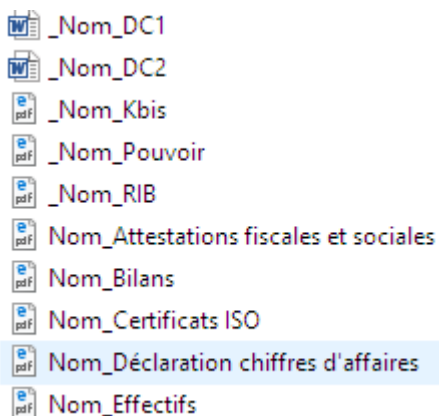 _Nom_DC1
_Nom_DC2
_Nom_Kbis
_Nom_Pouvoir
_Nom_RIB
Nom_Attestations fiscales et sociales
Nom_Bilans
Nom_Certificats ISO
Nom_Déclaration chiffres d'affaires
Nom_Effectifs